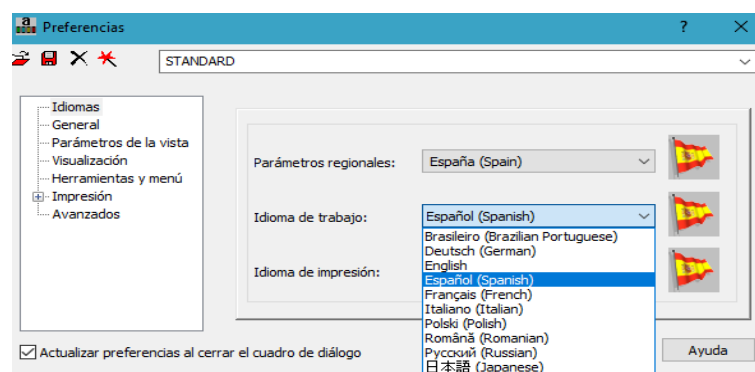 Preferencias
STANDARD
Idiomas
General
Parámetros de la vista
Visualización
Herramientas y menú
Impresión
Avanzados
Parámetros regionales: España (Spain)
Idioma de trabajo: Español (Spanish)
Brasileiro (Brazilian Portuguese)
Deutsch (German)
English
Español (Spanish)
Français (French)
Italiano (Italian)
Polski (Polish)
Română (Romanian)
Русский (Russian)
日本語 (Japanese)
Idioma de impresión:
Actualizar preferencias al cerrar el cuadro de diálogo
Ayuda